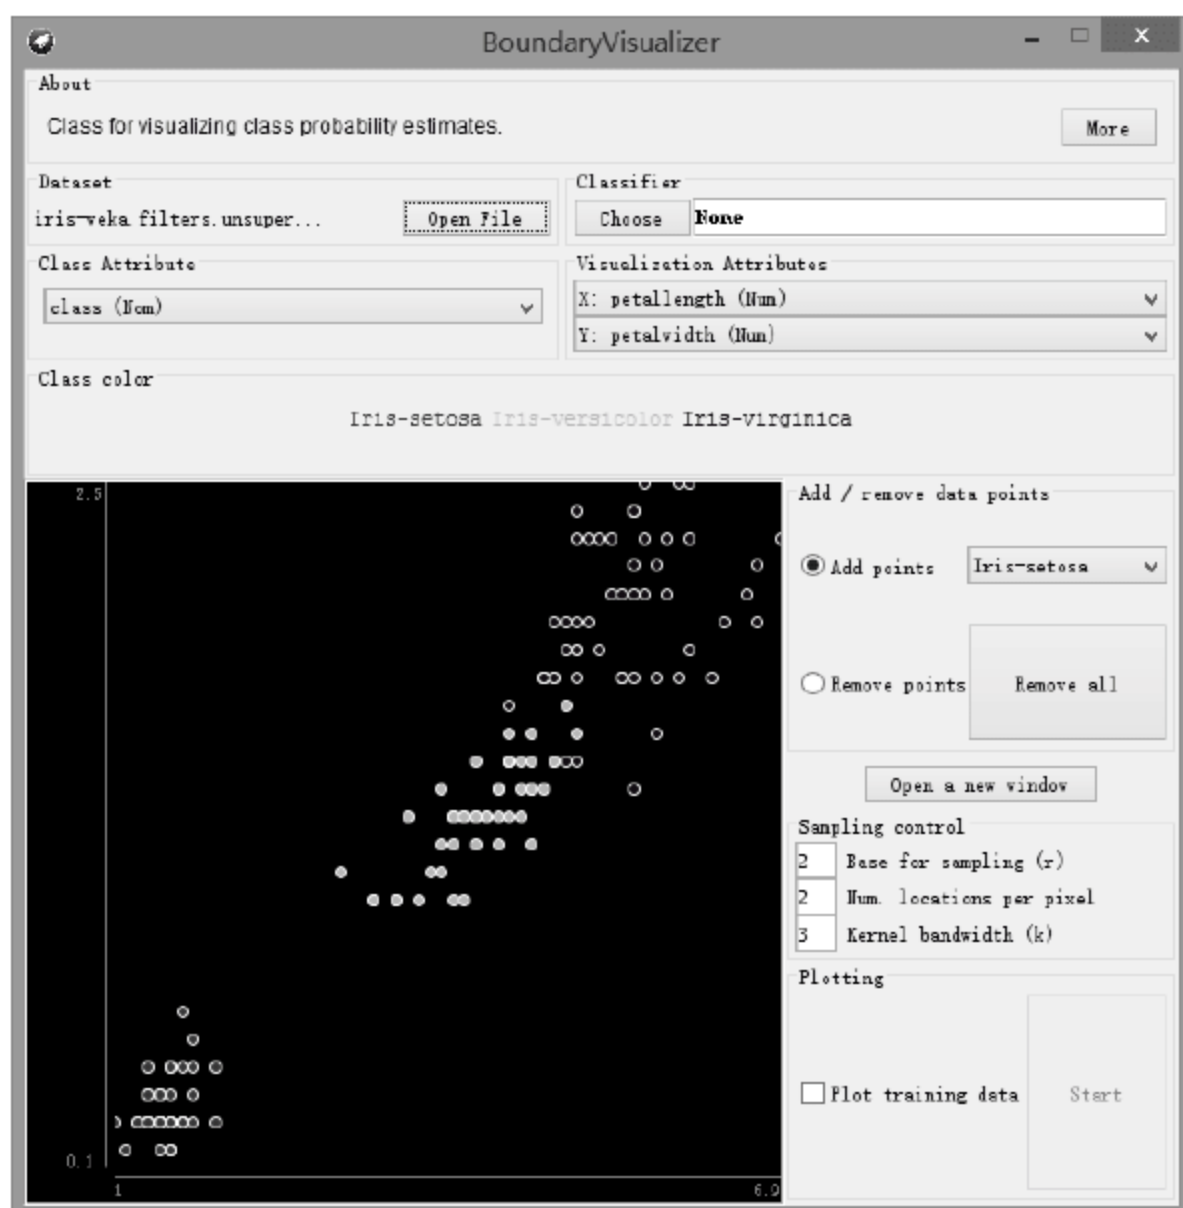 BoundaryVisualizer
About
Class for visualizing class probability estimates.
More
Dataset
iris-weka.filters.unsuper...
Open File
Classifier
Choose
None
Class Attribute
class (Nom)
Visualization Attributes
X: petallength (Num)
Y: petalwidth (Num)
Class color
Iris-setosa Iris-versicolor Iris-virginica
2.5
0.1
1
6.9
Add / remove data points
Add points
Iris-setosa
Remove points
Remove all
Open a new window
Sampling control
2 Base for sampling (r)
2 Num. locations per pixel
3 Kernel bandwidth (k)
Plotting
Plot training data
Start